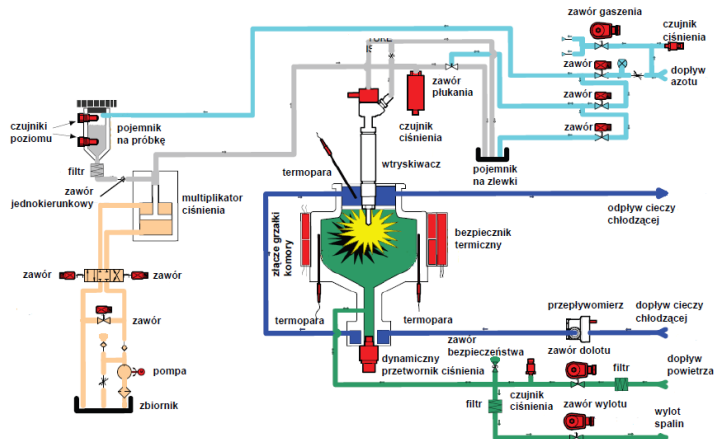 zawór gaszenia
czujnik
ciśnienia
zawór
dopływ
azotu
zawór
płukania
zawór
zawór
czujnik
ciśnienia
pojemnik
na zlewki
czujniki
poziomu
pojemnik
na próbkę
filtr
zawór
jednokierunkowy
multiplikator
ciśnienia
termopara
wtryskiwacz
odpływ cieczy
chłodzącej
złącze grzałki
komory
bezpiecznik
termiczny
zawór
zawór
zawór
pompa
zbiornik
termopara
termopara
przepływomierz
dopływ cieczy
chłodzącej
zawór
bezpieczeństwa
dynamiczny
przetwornik ciśnienia
zawór dolotu
filtr
dopływ
powietrza
czujnik
ciśnienia
filtr
zawór wylotu
wylot
spalin